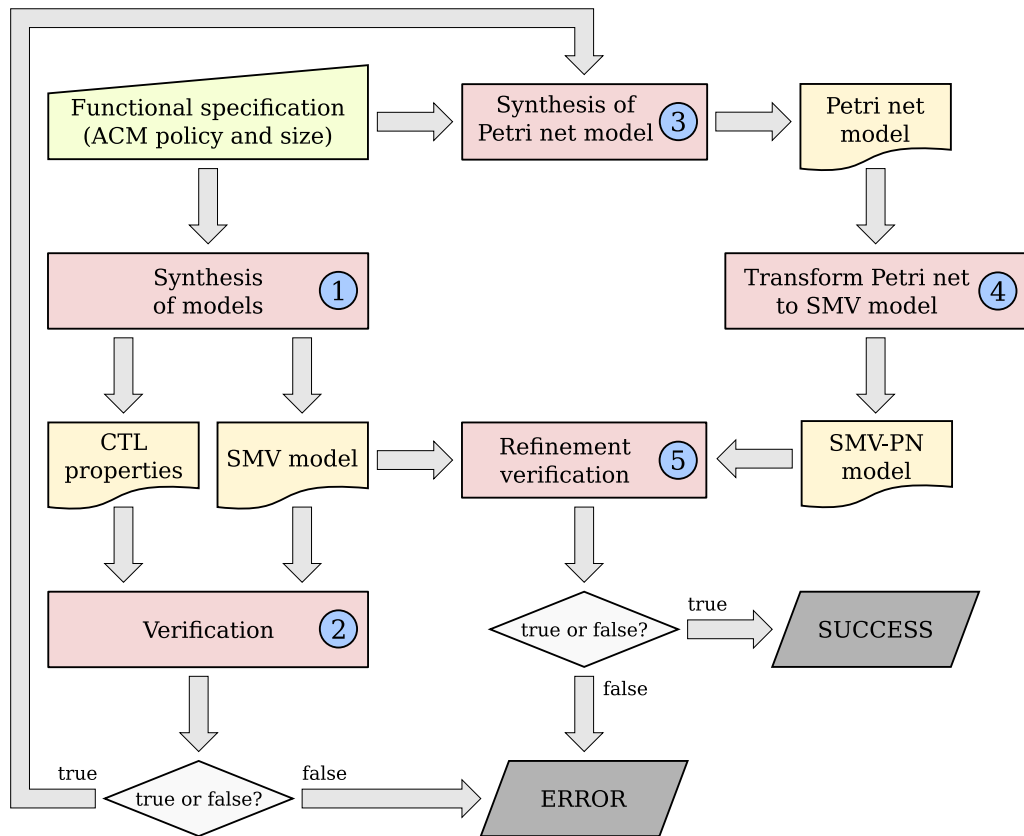 Functional specification
(ACM policy and size)
Synthesis of
Petri net model
3
Petri net
model
Synthesis
of models
1
Transform Petri net
to SMV model
4
CTL
properties
SMV model
Refinement
verification
5
SMV-PN
model
Verification
2
true or false?
true
SUCCESS
false
true
true or false?
false
ERROR